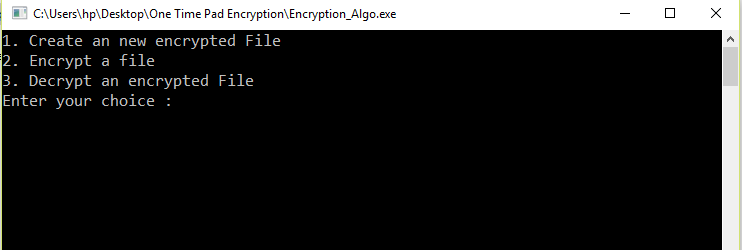 C:\Users\hp\Desktop\One Time Pad Encryption\Encryption_Algo.exe
1. Create an new encrypted File
2. Encrypt a file
3. Decrypt an encrypted File
Enter your choice :